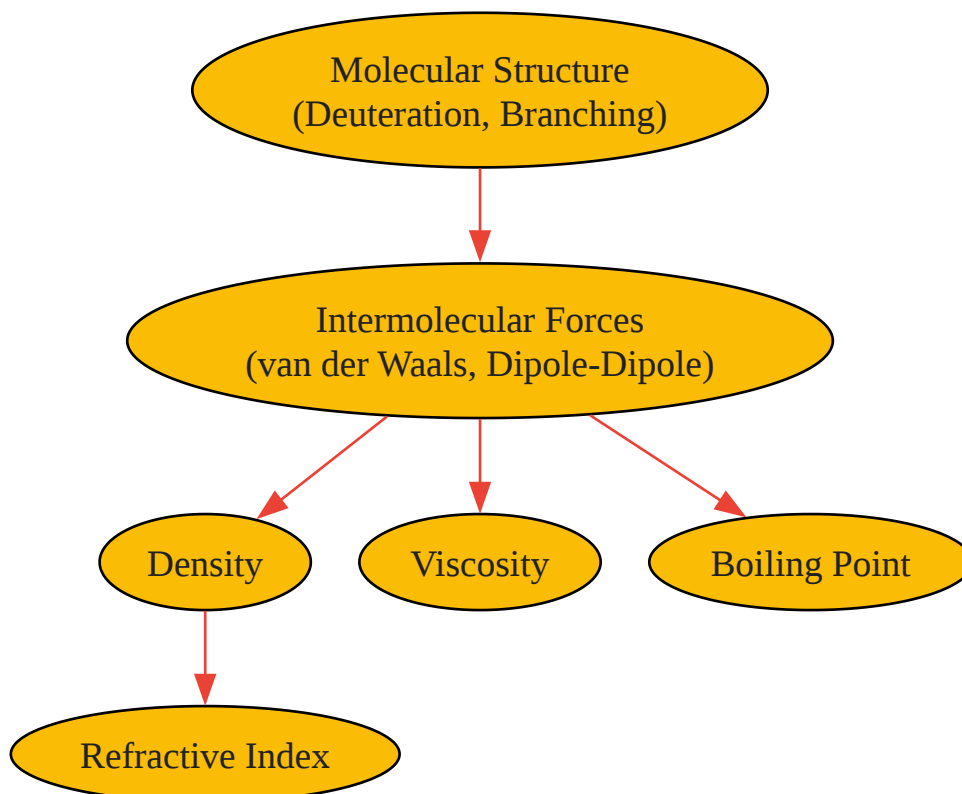 Molecular Structure
(Deuteration, Branching)
Intermolecular Forces
(van der Waals, Dipole-Dipole)
Density
Viscosity
Boiling Point
Refractive Index